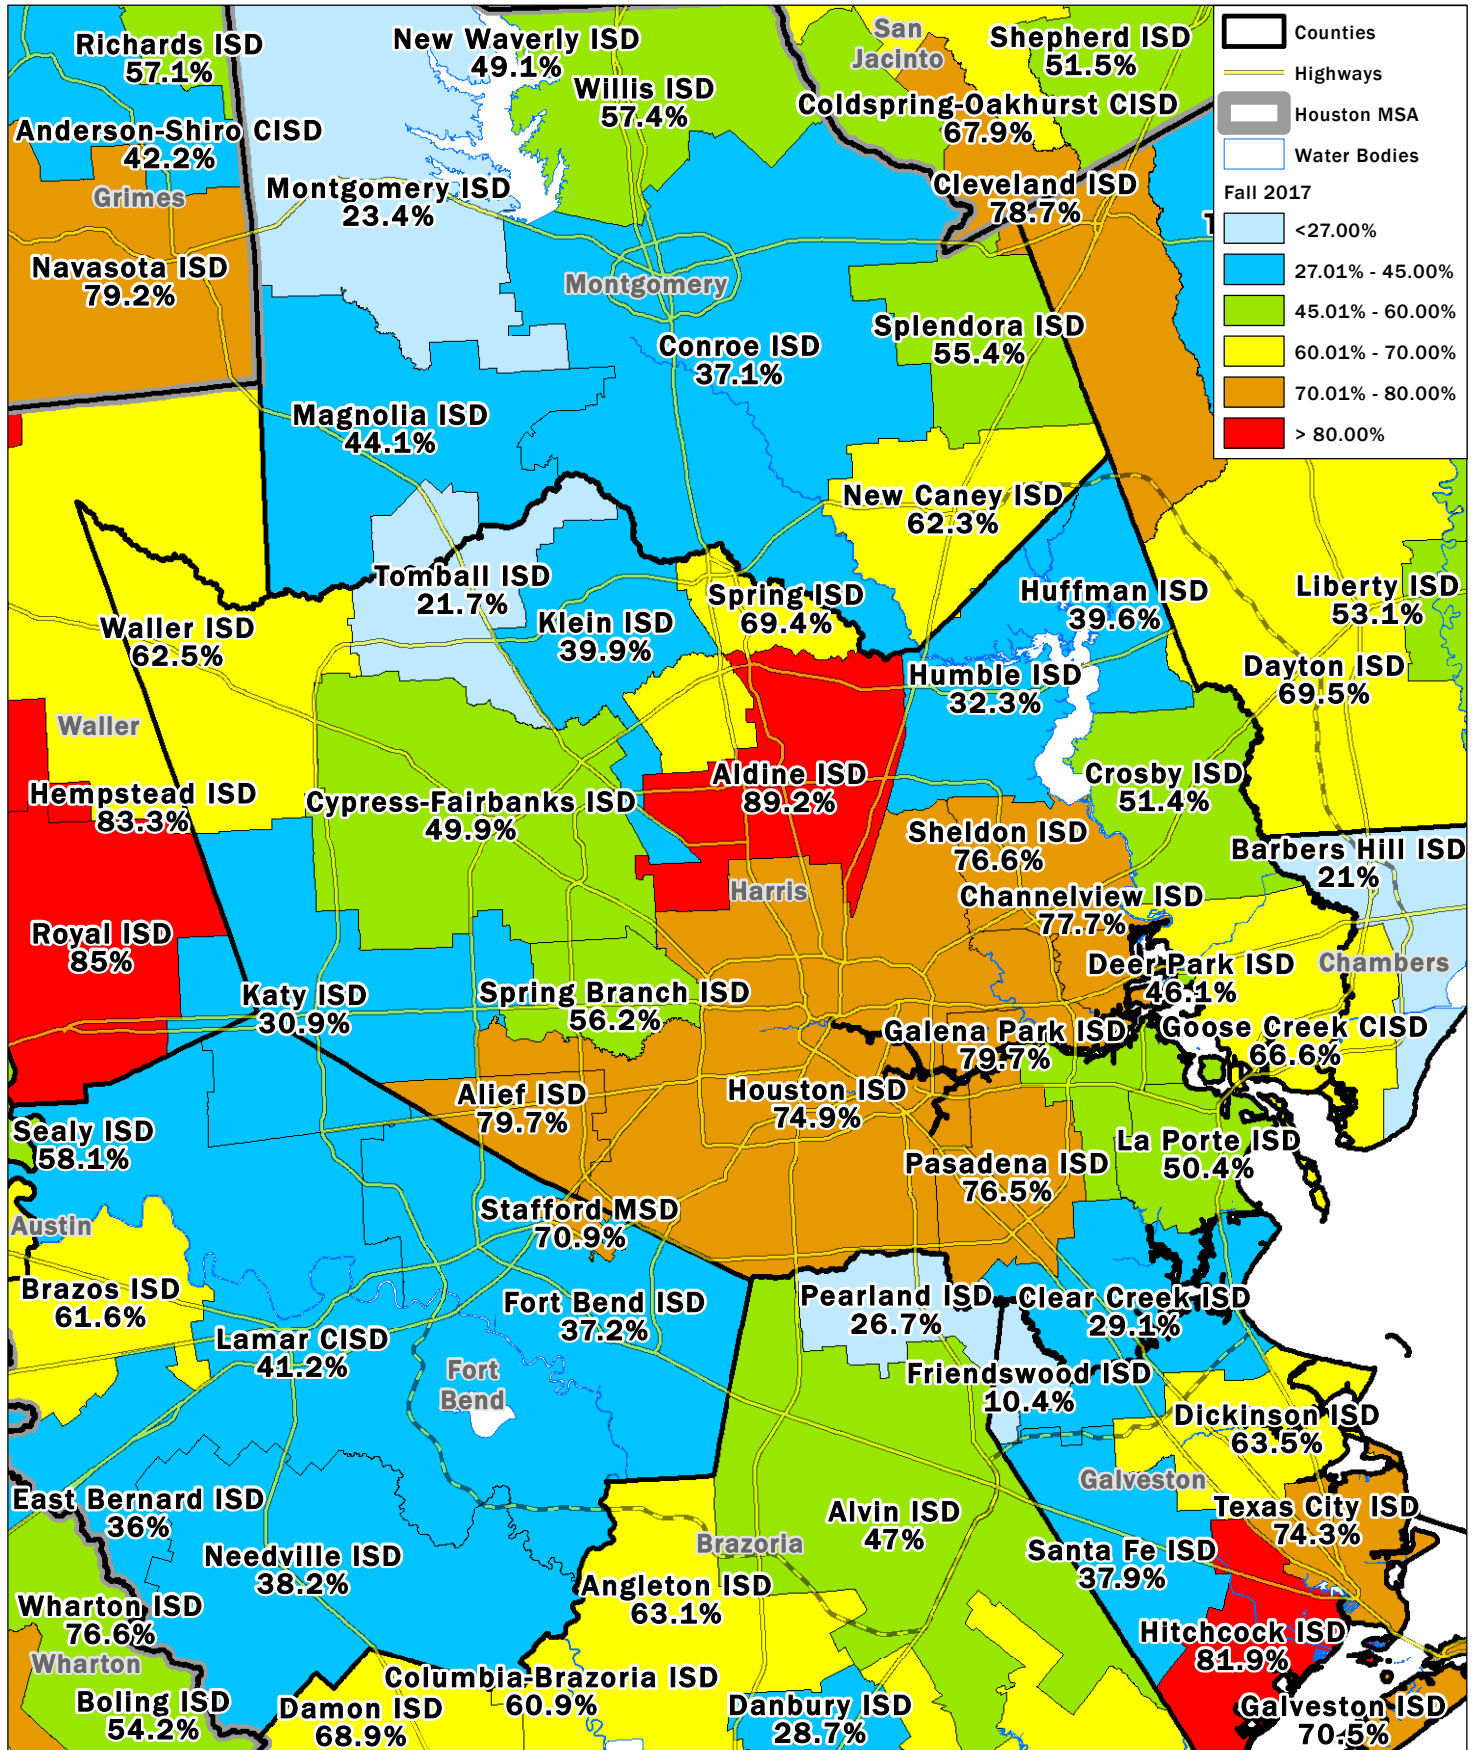 Richards ISD
57.1%
New Waverly ISD
49.1%
San
Jacinto
Shepherd ISD
51.5%
Willis ISD
57.4%
Coldspring-Oakhurst CISD
67.9%
Anderson-Shiro CISD
42.2%
Grimes
Montgomery ISD
23.4%
Cleveland ISD
78.7%
Navasota ISD
79.2%
Montgomery
Splendora ISD
55.4%
Conroe ISD
37.1%
Magnolia ISD
44.1%
New Caney ISD
62.3%
Tomball ISD
21.7%
Klein ISD
39.9%
Spring ISD
69.4%
Huffman ISD
39.6%
Liberty ISD
53.1%
Waller ISD
62.5%
Humble ISD
32.3%
Dayton ISD
69.5%
Waller
Hempstead ISD
83.3%
Cypress-Fairbanks ISD
49.9%
Aldine ISD
89.2%
Crosby ISD
51.4%
Sheldon ISD
76.6%
Barbers Hill ISD
21%
Harris
Channelview ISD
77.7%
Royal ISD
85%
Deer Park ISD
46.1%
Chambers
Katy ISD
30.9%
Spring Branch ISD
56.2%
Galena Park ISD
79.7%
Goose Creek CISD
66.6%
Alief ISD
79.7%
Houston ISD
74.9%
Sealy ISD
58.1%
La Porte ISD
50.4%
Pasadena ISD
76.5%
Austin
Stafford MSD
70.9%
Brazos ISD
61.6%
Fort Bend ISD
37.2%
Pearland ISD
26.7%
Clear Creek ISD
29.1%
Lamar CISD
41.2%
Fort
Bend
Friendswood ISD
10.4%
Dickinson ISD
63.5%
Galveston
East Bernard ISD
36%
Alvin ISD
47%
Texas City ISD
74.3%
Needville ISD
38.2%
Brazoria
Santa Fe ISD
37.9%
Angleton ISD
63.1%
Wharton ISD
76.6%
Hitchcock ISD
81.9%
Wharton
Boling ISD
54.2%
Damon ISD
68.9%
Columbia-Brazoria ISD
60.9%
Danbury ISD
28.7%
Galveston ISD
70.5%
Counties
Highways
Houston MSA
Water Bodies
Fall 2017
<27.00%
27.01% - 45.00%
45.01% - 60.00%
60.01% - 70.00%
70.01% - 80.00%
> 80.00%